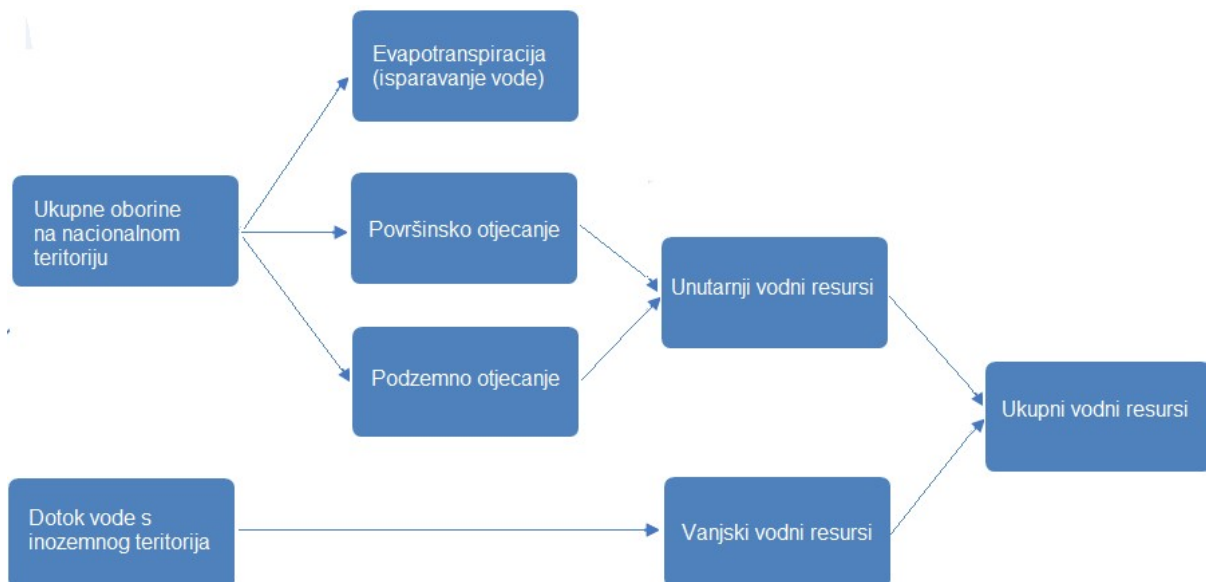 Evapotranspiracija
(isparavanje vode)
Ukupne oborine
na nacionalnom
teritoriju
Površinsko otjecanje
Unutarnji vodni resursi
Podzemno otjecanje
Ukupni vodni resursi
Dotok vode s
inozemnog teritorija
Vanjski vodni resursi